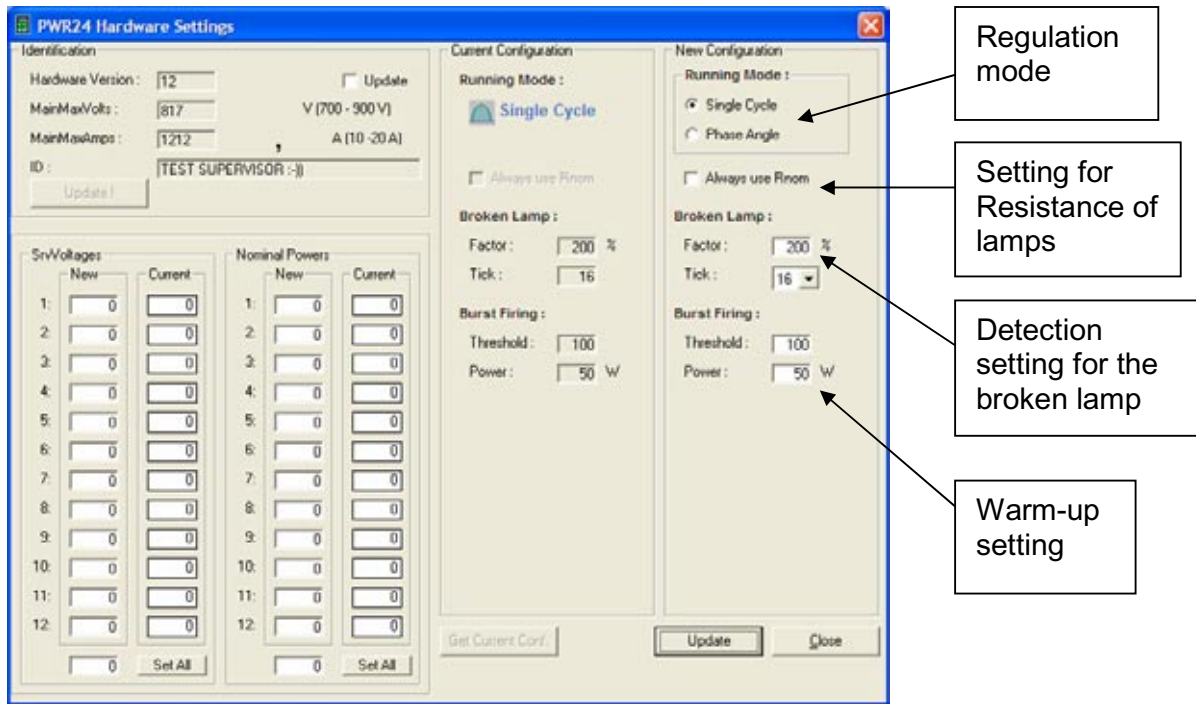 PWR24 Hardware Settings
Identification
Hardware Version : 12 Update
MainMaxVolts : 817 V (700 - 900 V)
MainMaxAmps : 1212 , A (10 -20 A)
ID : TEST SUPERVISOR :-))
Update !
SrvVoltages
New Current
1: 0 0
2: 0 0
3: 0 0
4: 0 0
5: 0 0
6: 0 0
7: 0 0
8: 0 0
9: 0 0
10: 0 0
11: 0 0
12: 0 0
0 Set All
Nominal Powers
New Current
1: 0 0
2: 0 0
3: 0 0
4: 0 0
5: 0 0
6: 0 0
7: 0 0
8: 0 0
9: 0 0
10: 0 0
11: 0 0
12: 0 0
0 Set All
Current Configuration
Running Mode :
Single Cycle
Always use Rnom
Broken Lamp :
Factor : 200 %
Tick : 16
Burst Firing :
Threshold : 100
Power : 50 W
Get Current Conf.
New Configuration
Running Mode :
Single Cycle
Phase Angle
Always use Rnom
Broken Lamp :
Factor : 200 %
Tick : 16
Burst Firing :
Threshold : 100
Power : 50 W
Update Close
Regulation
mode
Setting for
Resistance of
lamps
Detection
setting for the
broken lamp
Warm-up
setting